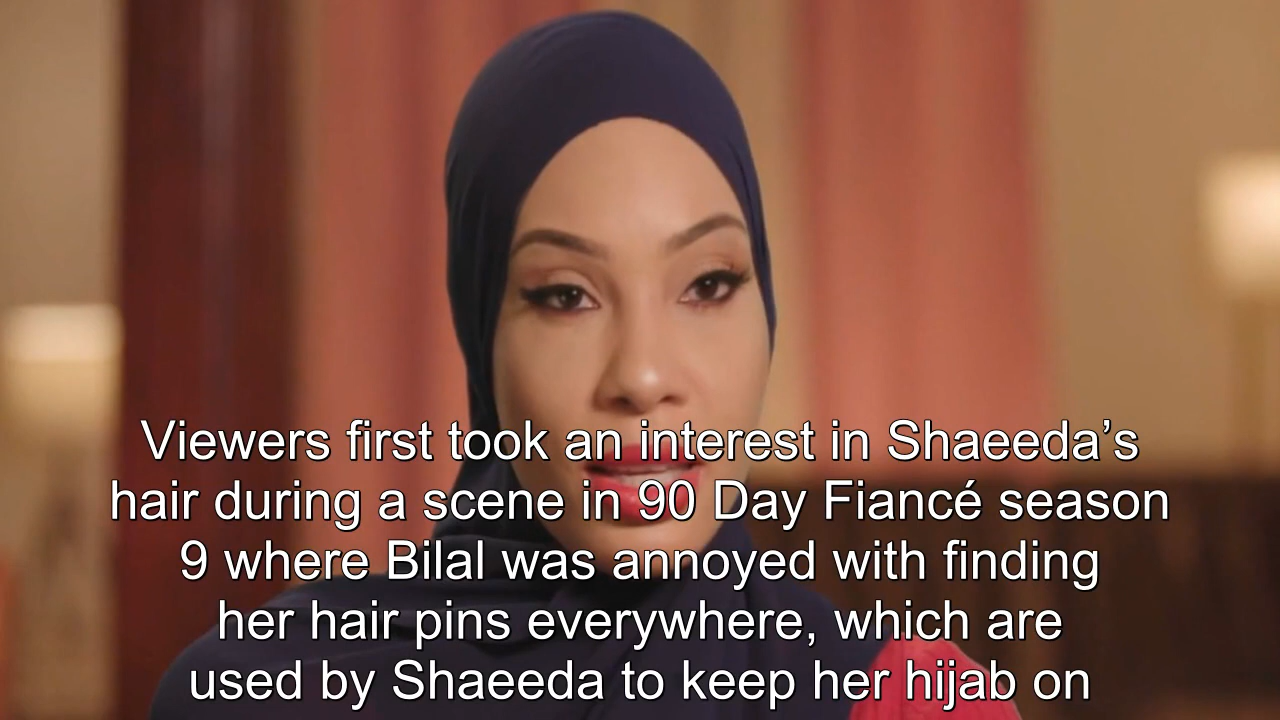 Viewers first took an interest in Shaeeda’s
hair during a scene in 90 Day Fiancé season
9 where Bilal was annoyed with finding
her hair pins everywhere, which are
used by Shaeeda to keep her hijab on